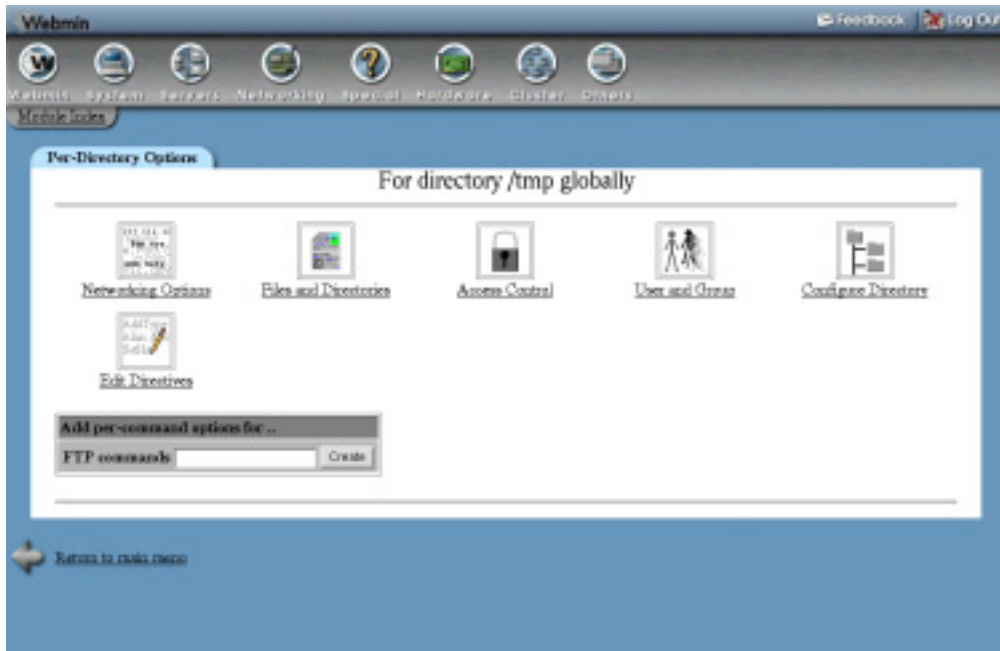 Webmin
Feedback Log Out
Webmin System Servers Networking Special Hardware Cluster Others
Module Index
Per-Directory Options
For directory /tmp globally
Networking Options Files and Directories Access Control User and Group Configure Directory
Edit Directives
Add per-command options for ..
FTP commands Create
Return to main menu